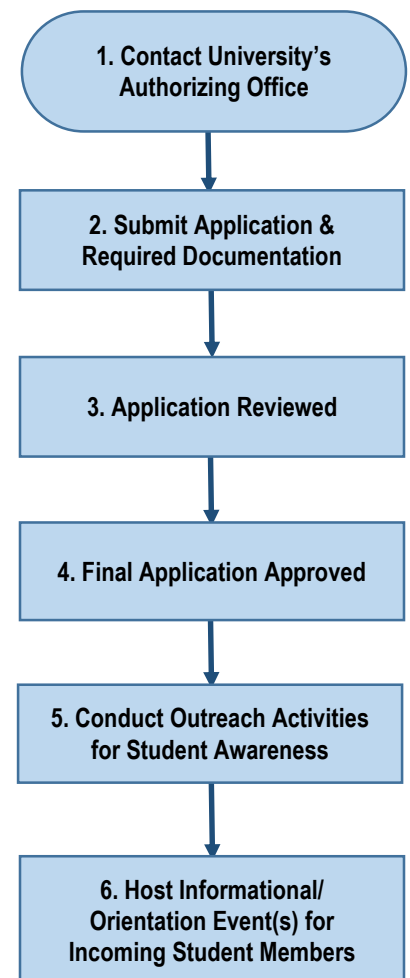 1. Contact University’s
Authorizing Office
2. Submit Application &
Required Documentation
3. Application Reviewed
4. Final Application Approved
5. Conduct Outreach Activities
for Student Awareness
6. Host Informational/
Orientation Event(s) for
Incoming Student Members